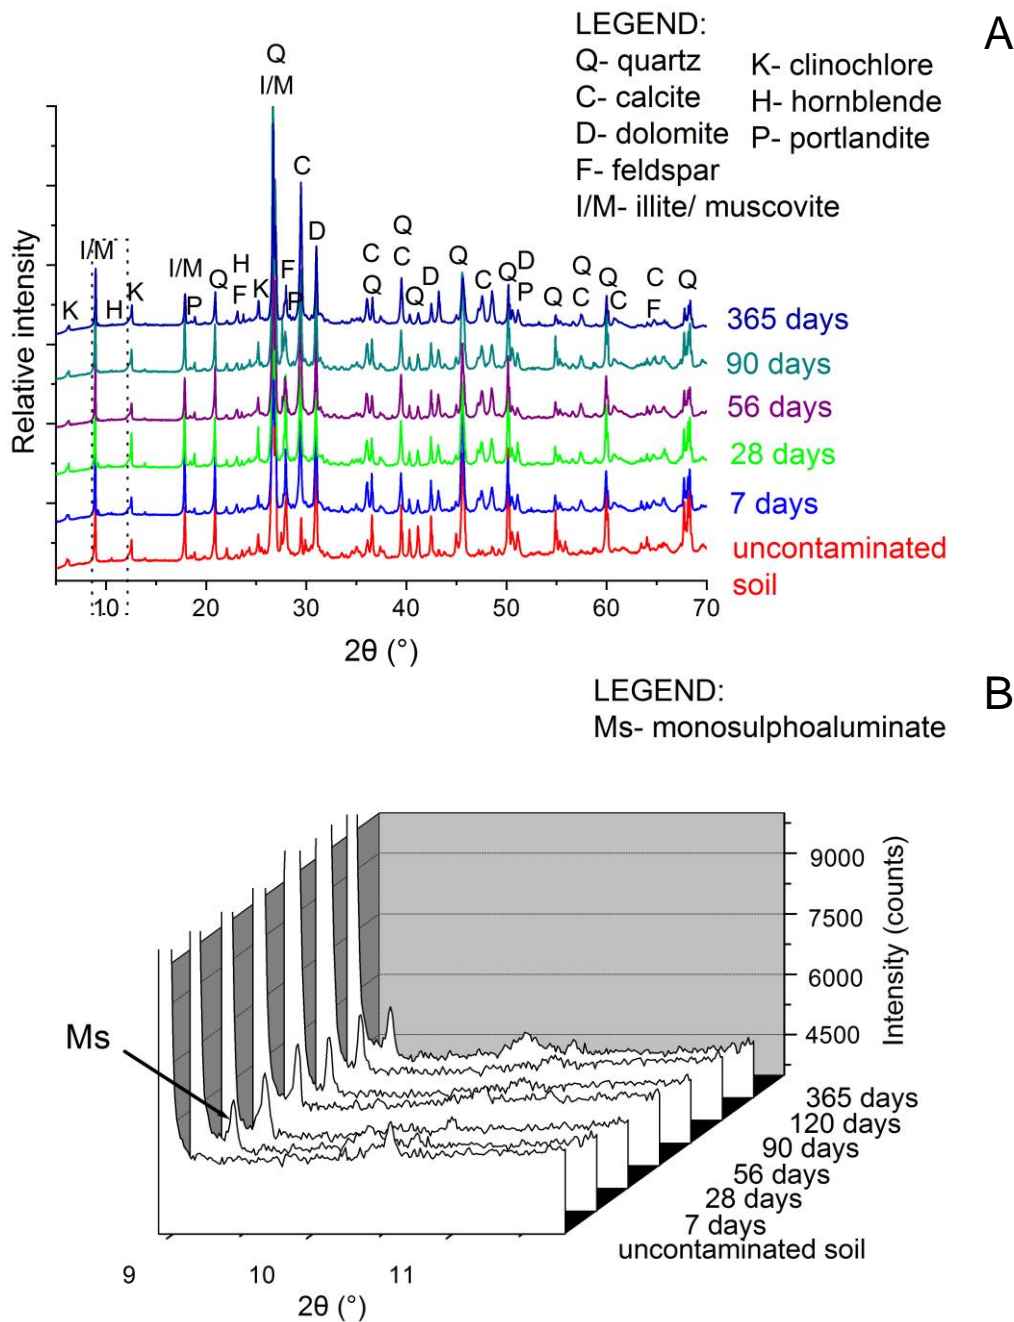 A
LEGEND:
Q- quartz
C- calcite
D- dolomite
F- feldspar
I/M- illite/ muscovite
K- clinochlore
H- hornblende
P- portlandite
Relative intensity
Q
I/M
C
D
I/M
K
H
K
I/M
P
Q
H
F
K
F
P
C
Q
Q
C
Q
D
Q
C
Q
D
P
Q
Q
C
Q
C
C
F
Q
365 days
90 days
56 days
28 days
7 days
uncontaminated
soil
10 20 30 40 50 60 70
2θ (°)
B
LEGEND:
Ms- monosulphoaluminate
Ms
9000
7500
6000
4500
Intensity (counts)
365 days
120 days
90 days
56 days
28 days
7 days
uncontaminated soil
9 10 11
2θ (°)